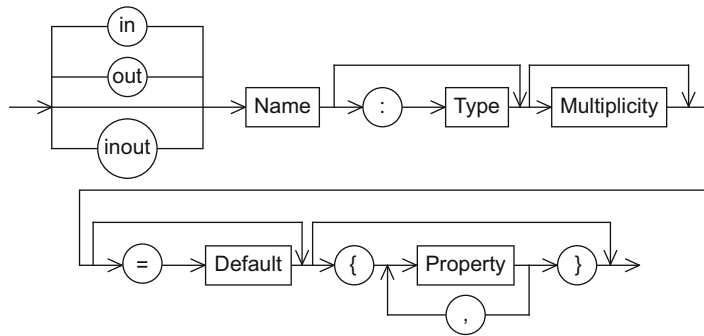 in
out
inout
Name : Type Multiplicity
= Default { Property }
,